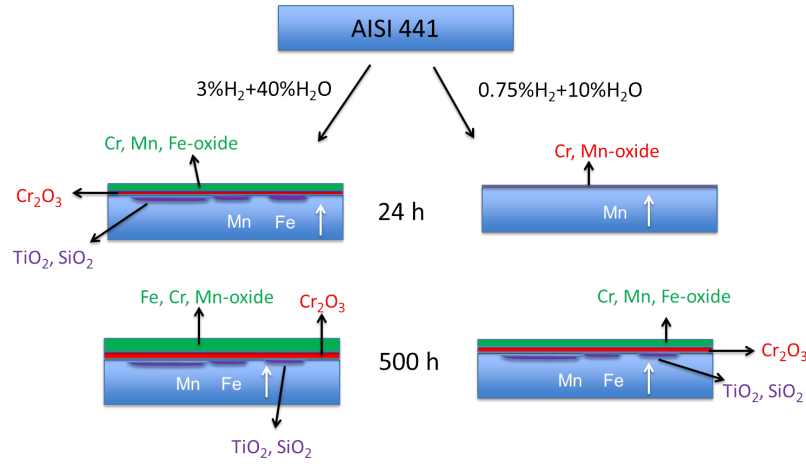 AISI 441
3%H₂+40%H₂O
0.75%H₂+10%H₂O
Cr, Mn, Fe-oxide
Cr, Mn-oxide
Cr₂O₃
24 h
Mn Fe
Mn
TiO₂, SiO₂
Fe, Cr, Mn-oxide
Cr₂O₃
Cr, Mn, Fe-oxide
500 h
Cr₂O₃
Mn Fe
Mn Fe
TiO₂, SiO₂
TiO₂, SiO₂